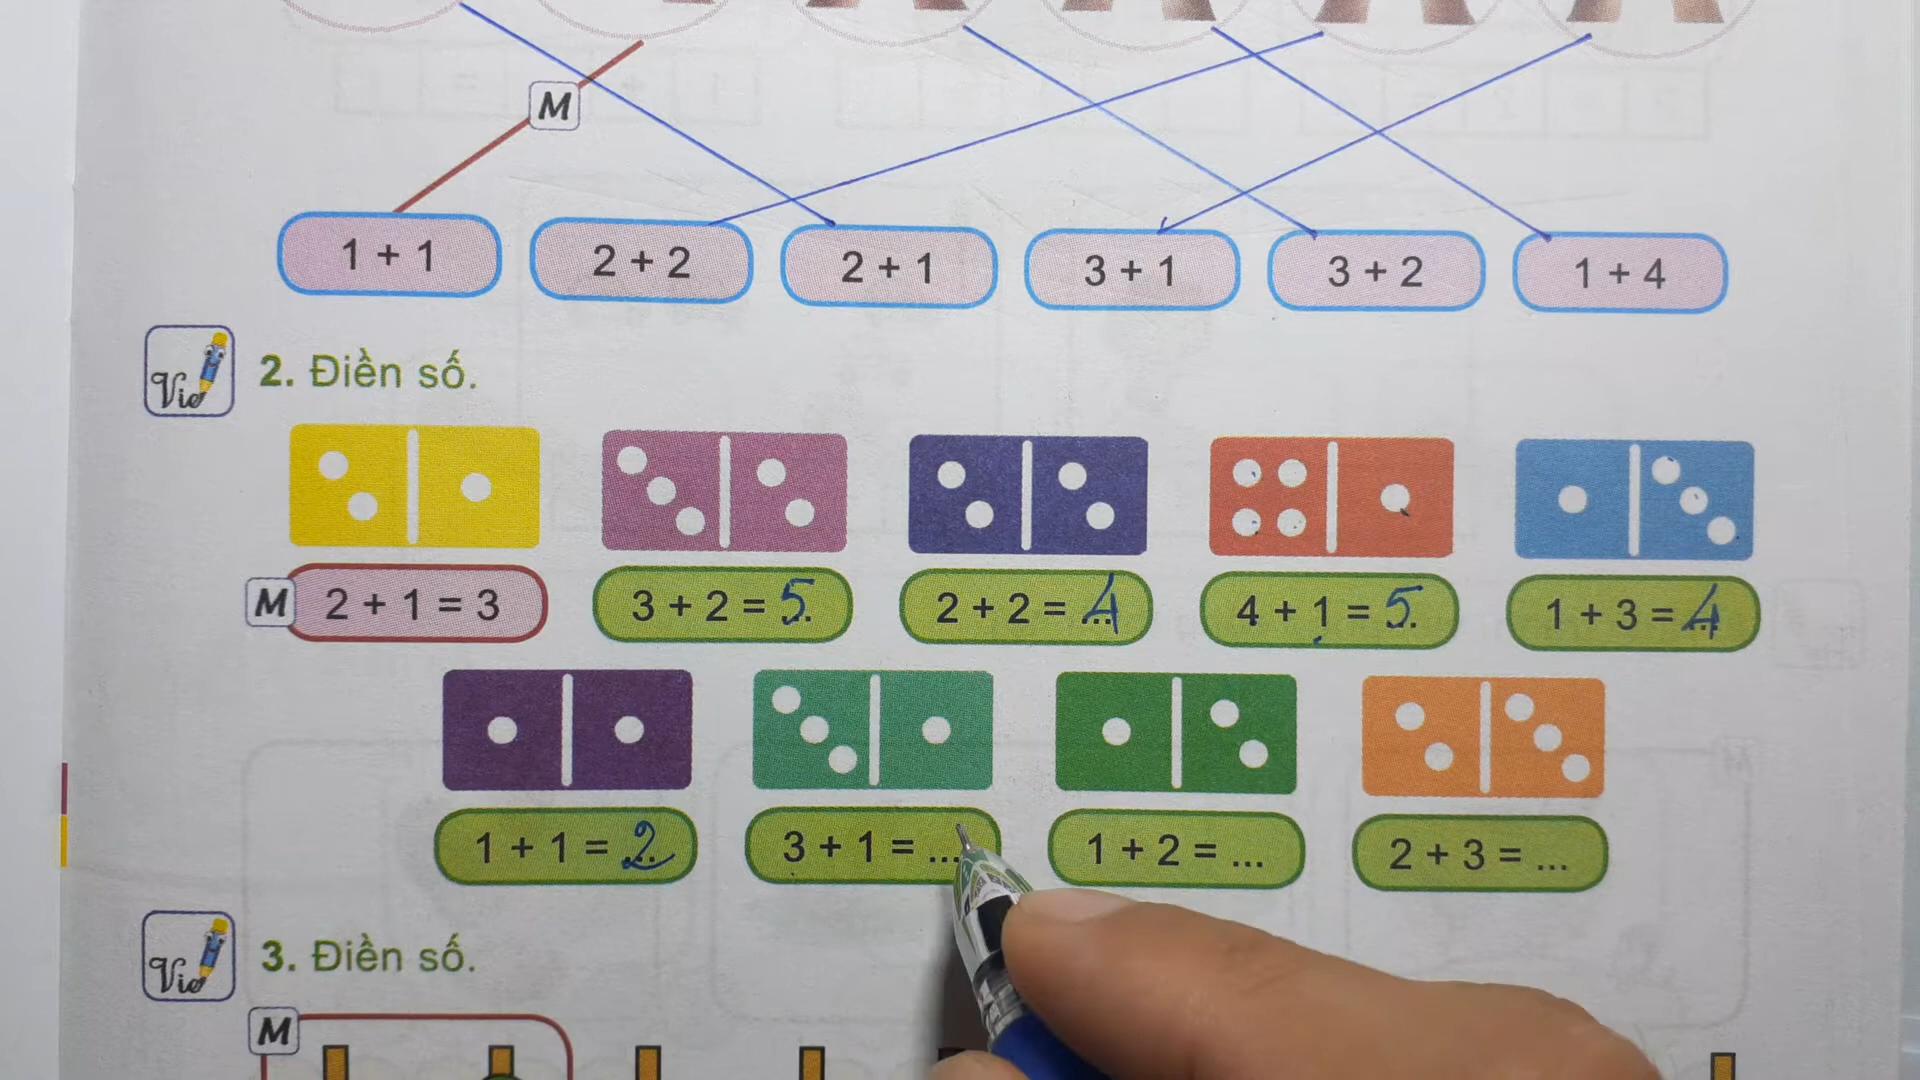 M
1 + 1
2 + 2
2 + 1
3 + 1
3 + 2
1 + 4
2. Điền số.
M 2 + 1 = 3
3 + 2 = 5
2 + 2 = 4
4 + 1 = 5
1 + 3 = 4
1 + 1 = 2
3 + 1 = ...
1 + 2 = ...
2 + 3 = ...
3. Điền số.
M